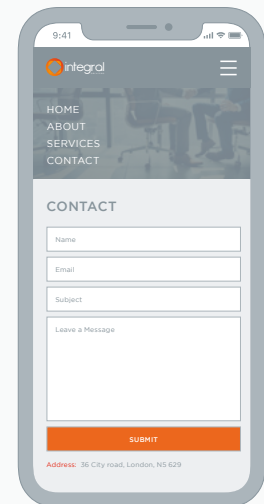 9:41
integral
HOME
ABOUT
SERVICES
CONTACT
CONTACT
Name
Email
Subject
Leave a Message
SUBMIT
Address: 36 City road, London, N5 629